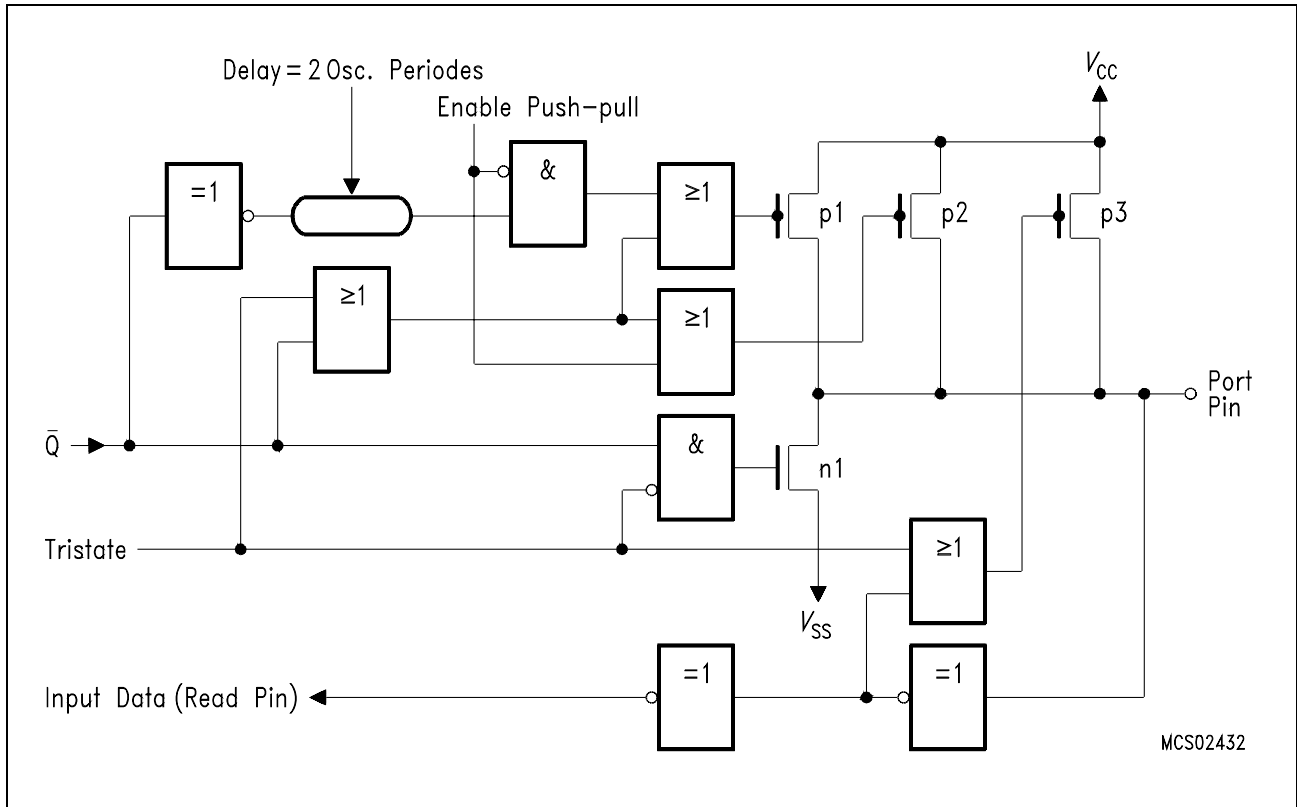 Delay = 2 Osc. Periodes
Enable Push-pull
V_CC
=1
&
≥1
p1
p2
p3
≥1
≥1
Port
Pin
Q̄
&
n1
Tristate
≥1
V_SS
Input Data (Read Pin)
=1
=1
MCS02432